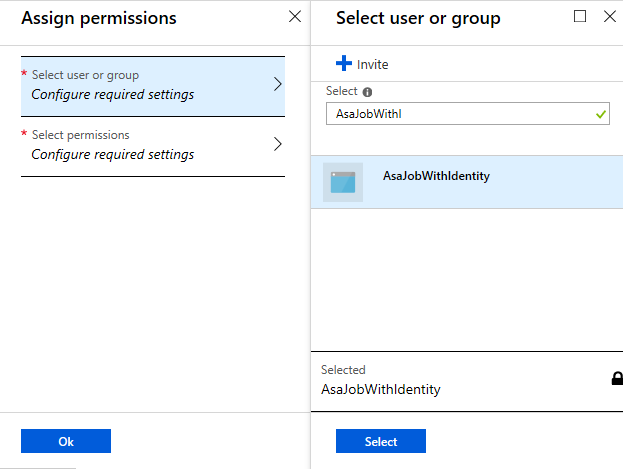 Assign permissions
* Select user or group
Configure required settings
* Select permissions
Configure required settings
Ok
Select user or group
Invite
Select
AsaJobWithI
AsaJobWithIdentity
Selected
AsaJobWithIdentity
Select